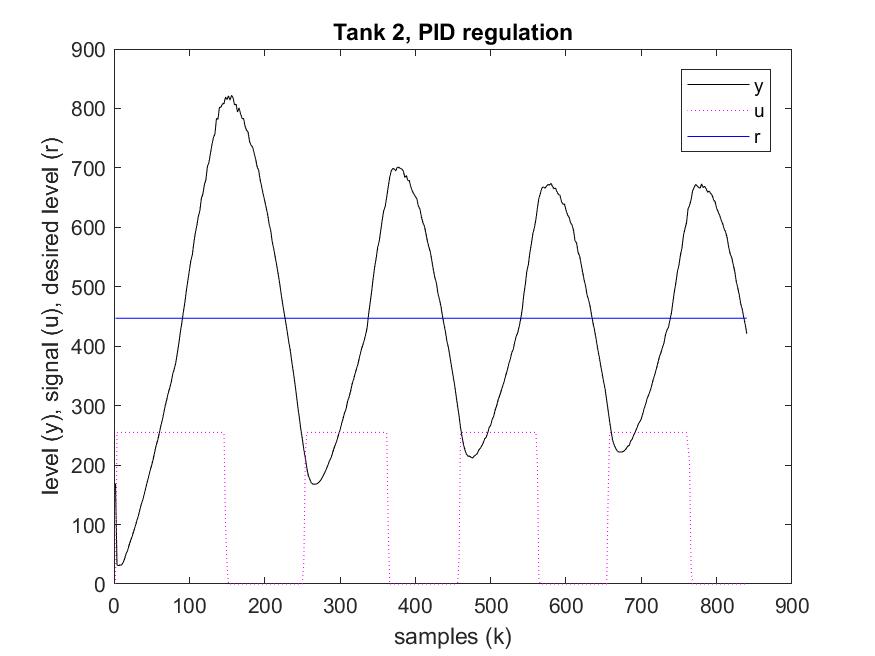 Tank 2, PID regulation
level (y), signal (u), desired level (r)
900
800
700
600
500
400
300
200
100
0
y
u
r
0 100 200 300 400 500 600 700 800 900
samples (k)